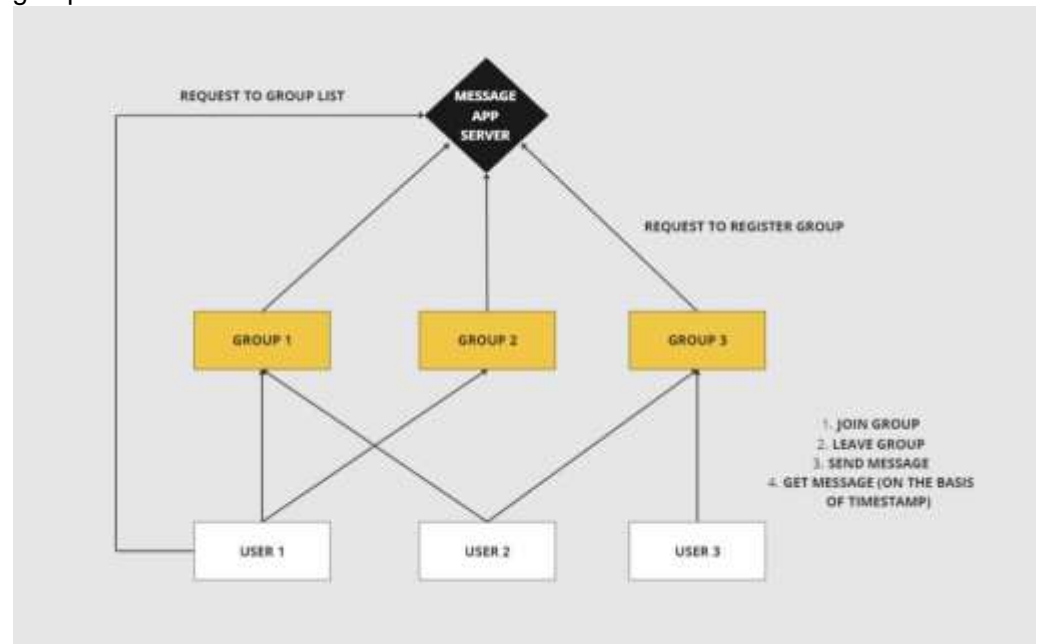 REQUEST TO GROUP LIST
MESSAGE
APP
SERVER
REQUEST TO REGISTER GROUP
GROUP 1
GROUP 2
GROUP 3
1. JOIN GROUP
2. LEAVE GROUP
3. SEND MESSAGE
4. GET MESSAGE (ON THE BASIS
OF TIMESTAMP)
USER 1
USER 2
USER 3